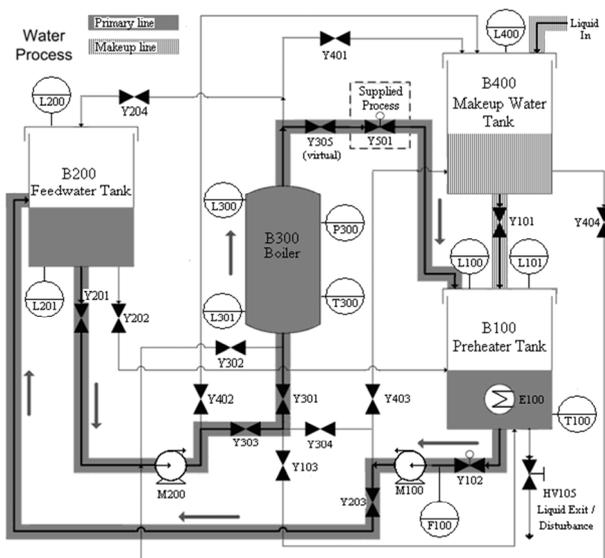 Water
Process
Primary line
Makeup line
Liquid
In
L400
Y401
B400
Makeup Water
Tank
L200
Y204
Supplied
Process
Y305
(virtual)
Y501
B200
Feedwater Tank
L300
P300
B300
Boiler
Y101
Y404
L100
L101
L201
Y201
Y202
L301
T300
B100
Preheater Tank
Y302
Y402
Y301
Y403
E100
T100
Y303
Y304
M200
Y103
Y203
M100
Y102
F100
HV105
Liquid Exit /
Disturbance